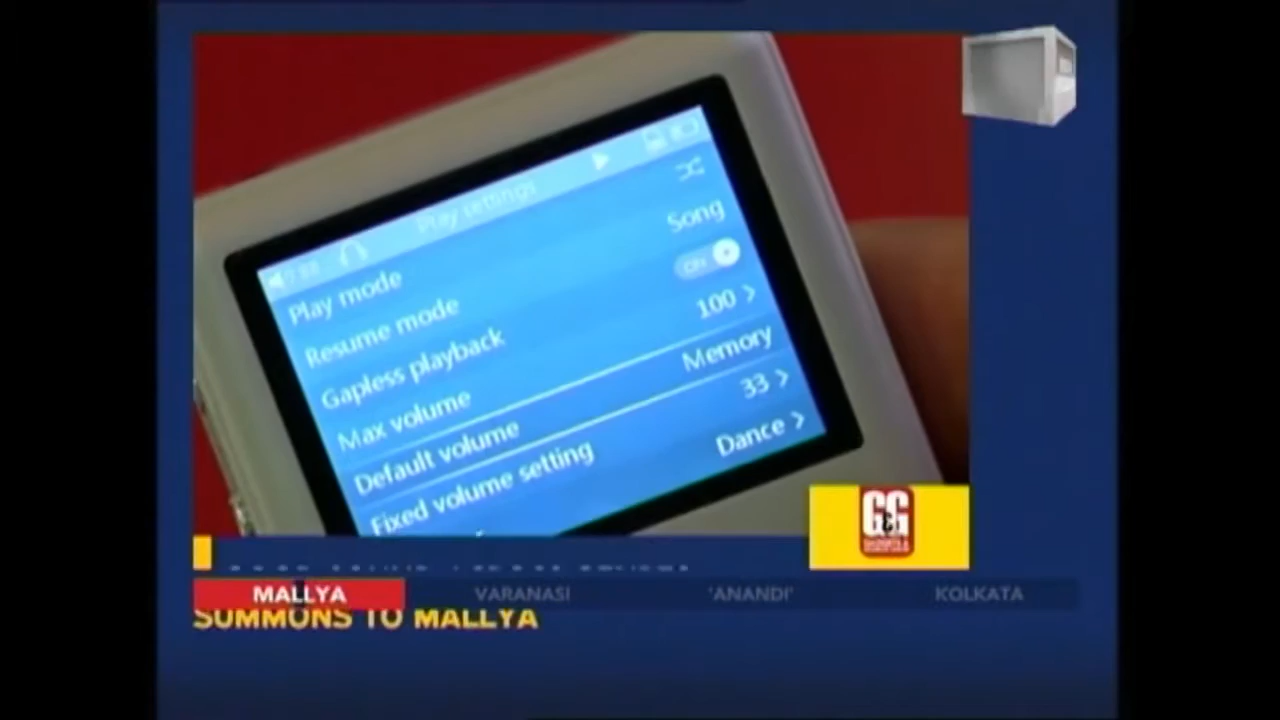 Play settings
Play mode
Resume mode Song
Gapless playback ON
Max volume 100
Default volume Memory
Fixed volume setting 33
Dance
G&G
MALLYA VARANASI 'ANANDI' KOLKATA
SUMMONS TO MALLYA